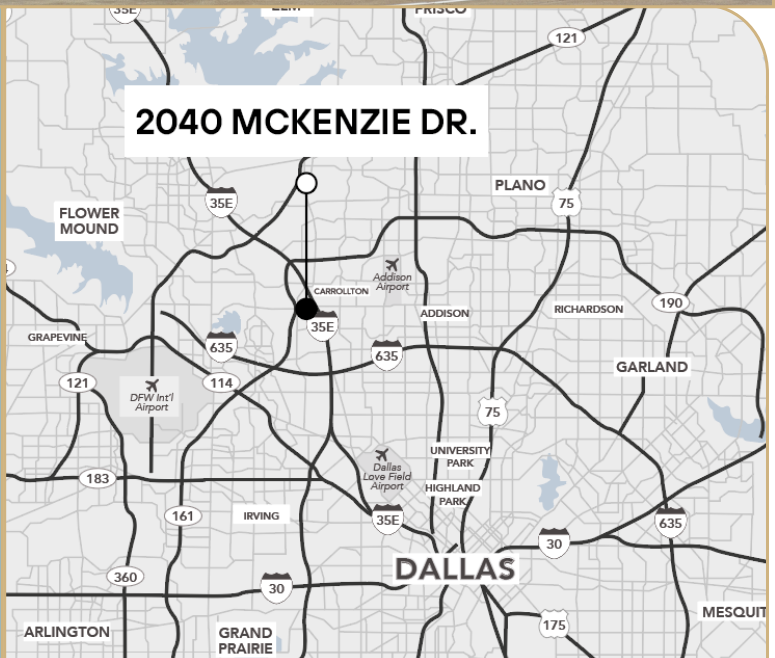 35E
FRISCO
121
2040 MCKENZIE DR.
PLANO
35E
75
FLOWER
MOUND
Addison
Airport
CARROLLTON
190
ADDISON
RICHARDSON
35E
GRAPEVINE
635
635
GARLAND
121
114
DFW Int'l
Airport
75
UNIVERSITY
PARK
Dallas
Love Field
Airport
183
HIGHLAND
PARK
161
IRVING
35E
635
30
DALLAS
360
30
175
MESQUIT
ARLINGTON
GRAND
PRAIRIE